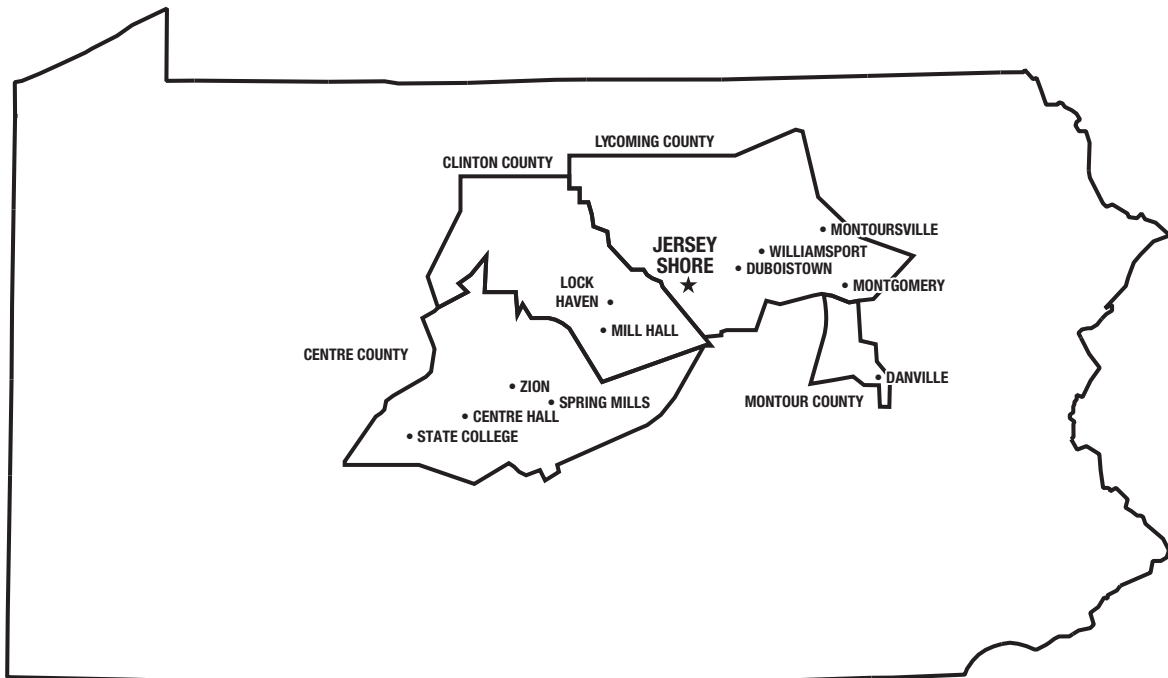 LYCOMING COUNTY
CLINTON COUNTY
MONTOURSVILLE
JERSEY
SHORE
WILLIAMSPORT
DUBOISTOWN
LOCK
HAVEN
MONTGOMERY
MILL HALL
CENTRE COUNTY
DANVILLE
ZION
SPRING MILLS
MONTOUR COUNTY
CENTRE HALL
STATE COLLEGE